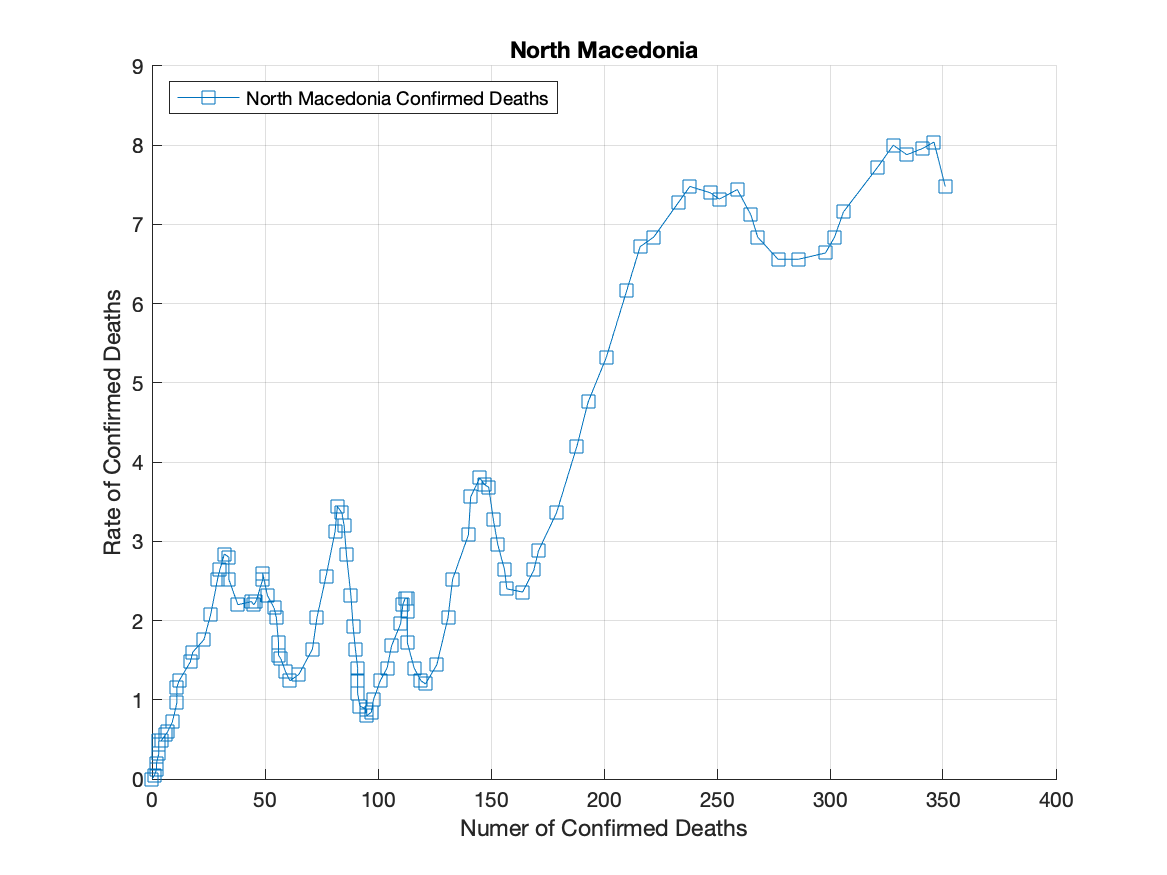 North Macedonia
North Macedonia Confirmed Deaths
9
8
7
6
5
4
3
2
1
0
Rate of Confirmed Deaths
0 50 100 150 200 250 300 350 400
Numer of Confirmed Deaths